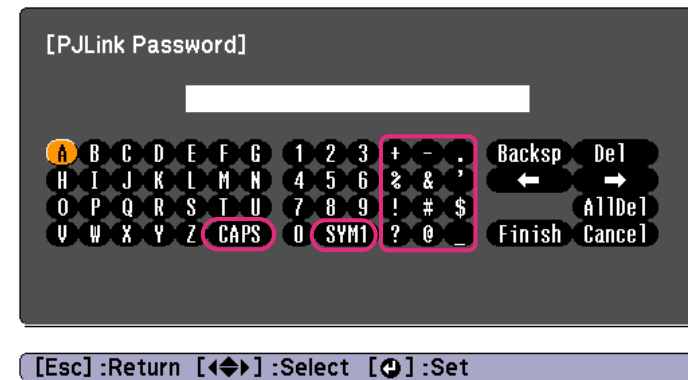 [PJLink Password]
A B C D E F G 1 2 3 + - . Backsp Del
H I J K L M N 4 5 6 % & ' ← →
O P Q R S T U 7 8 9 ! # $ AllDel
V W X Y Z CAPS 0 SYM1 ? @ _ Finish Cancel
[Esc] :Return [◀◆▶] :Select [⏎] :Set